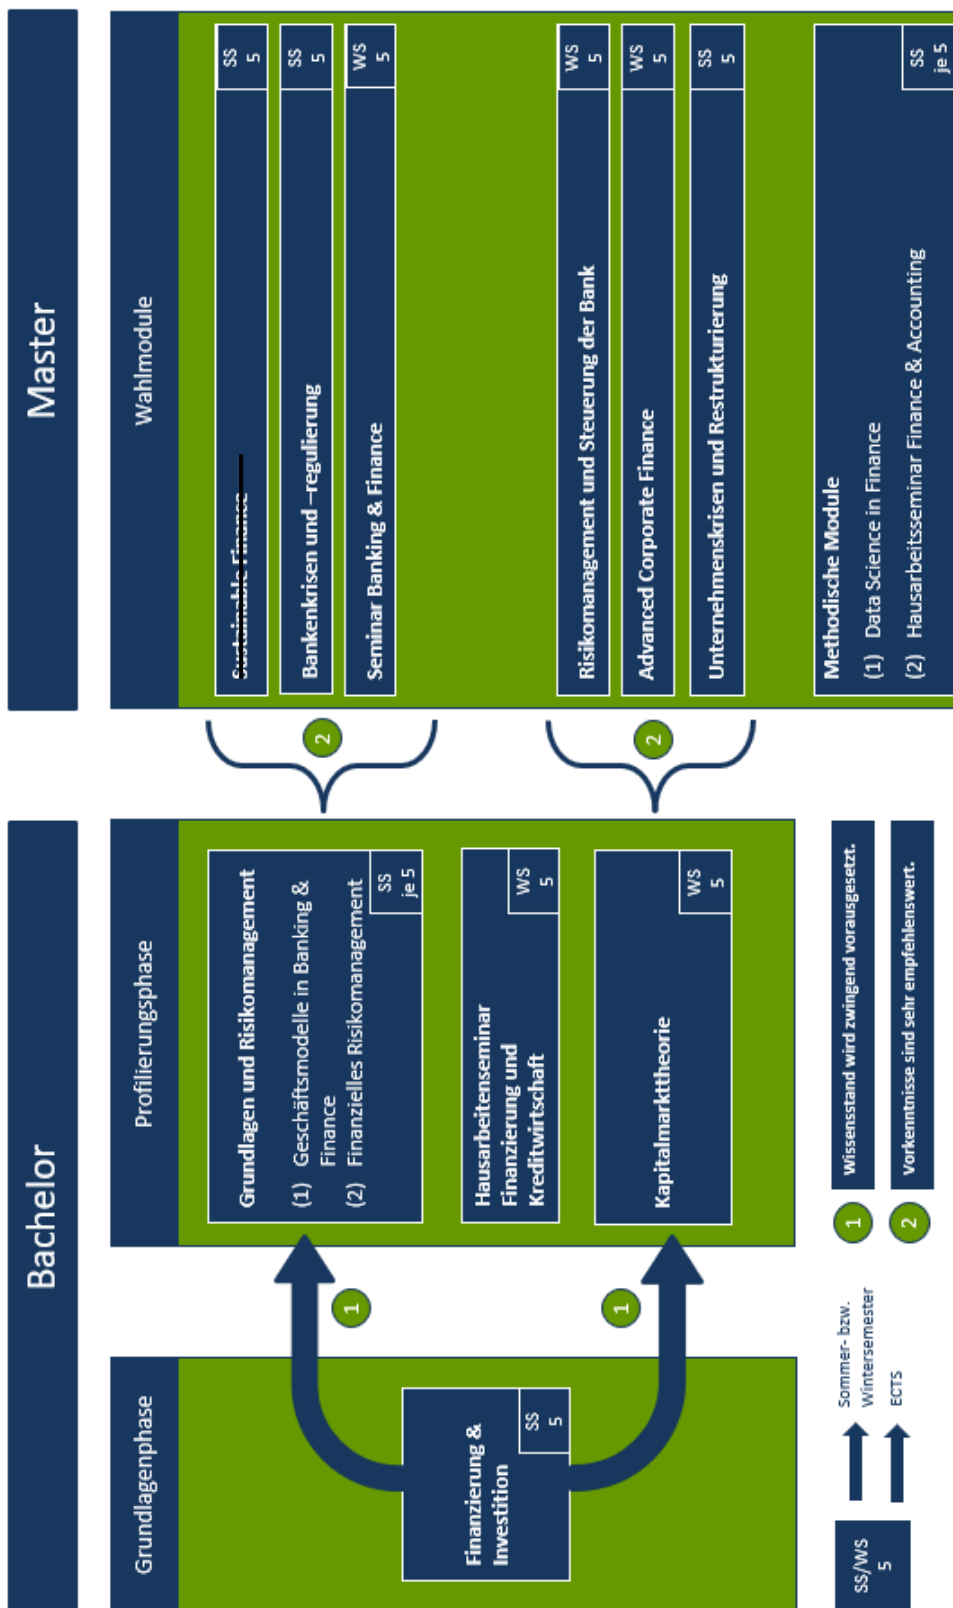 Bachelor
Master
Grundlagenphase
Profilierungsphase
Wahlmodule
Finanzierung &
Investition
SS
5
1
1
Grundlagen und Risikomanagement
(1) Geschäftsmodelle in Banking &
Finance
(2) Finanzielles Risikomanagement
SS
je 5
Hausarbeitenseminar
Finanzierung und
Kreditwirtschaft
WS
5
Kapitalmarkttheorie
WS
5
2
2
Sustainable Finance
SS
5
Bankenkrisen und –regulierung
SS
5
Seminar Banking & Finance
WS
5
Risikomanagement und Steuerung der Bank
WS
5
Advanced Corporate Finance
WS
5
Unternehmenskrisen und Restrukturierung
SS
5
Methodische Module
(1) Data Science in Finance
(2) Hausarbeitsseminar Finance & Accounting
SS
je 5
SS/WS
5
Sommer- bzw.
Wintersemester
ECTS
1
Wissensstand wird zwingend vorausgesetzt.
2
Vorkenntnisse sind sehr empfehlenswert.